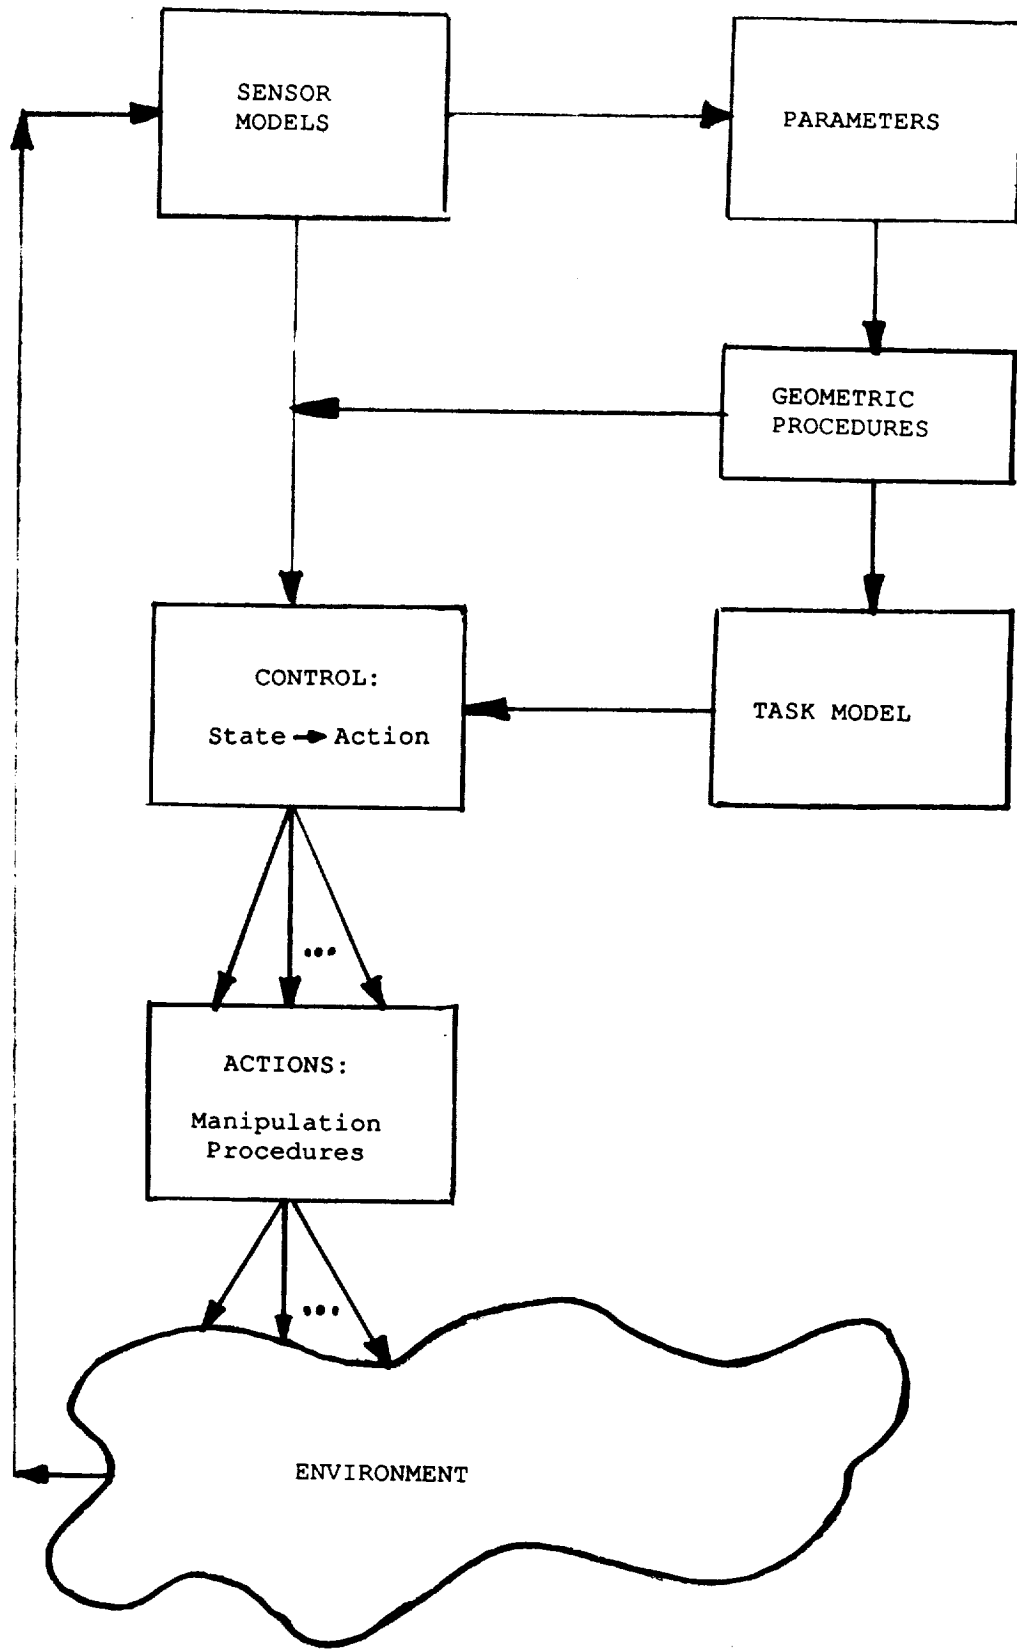 SENSOR
MODELS
PARAMETERS
GEOMETRIC
PROCEDURES
CONTROL:
State → Action
TASK MODEL
...
ACTIONS:
Manipulation
Procedures
...
ENVIRONMENT